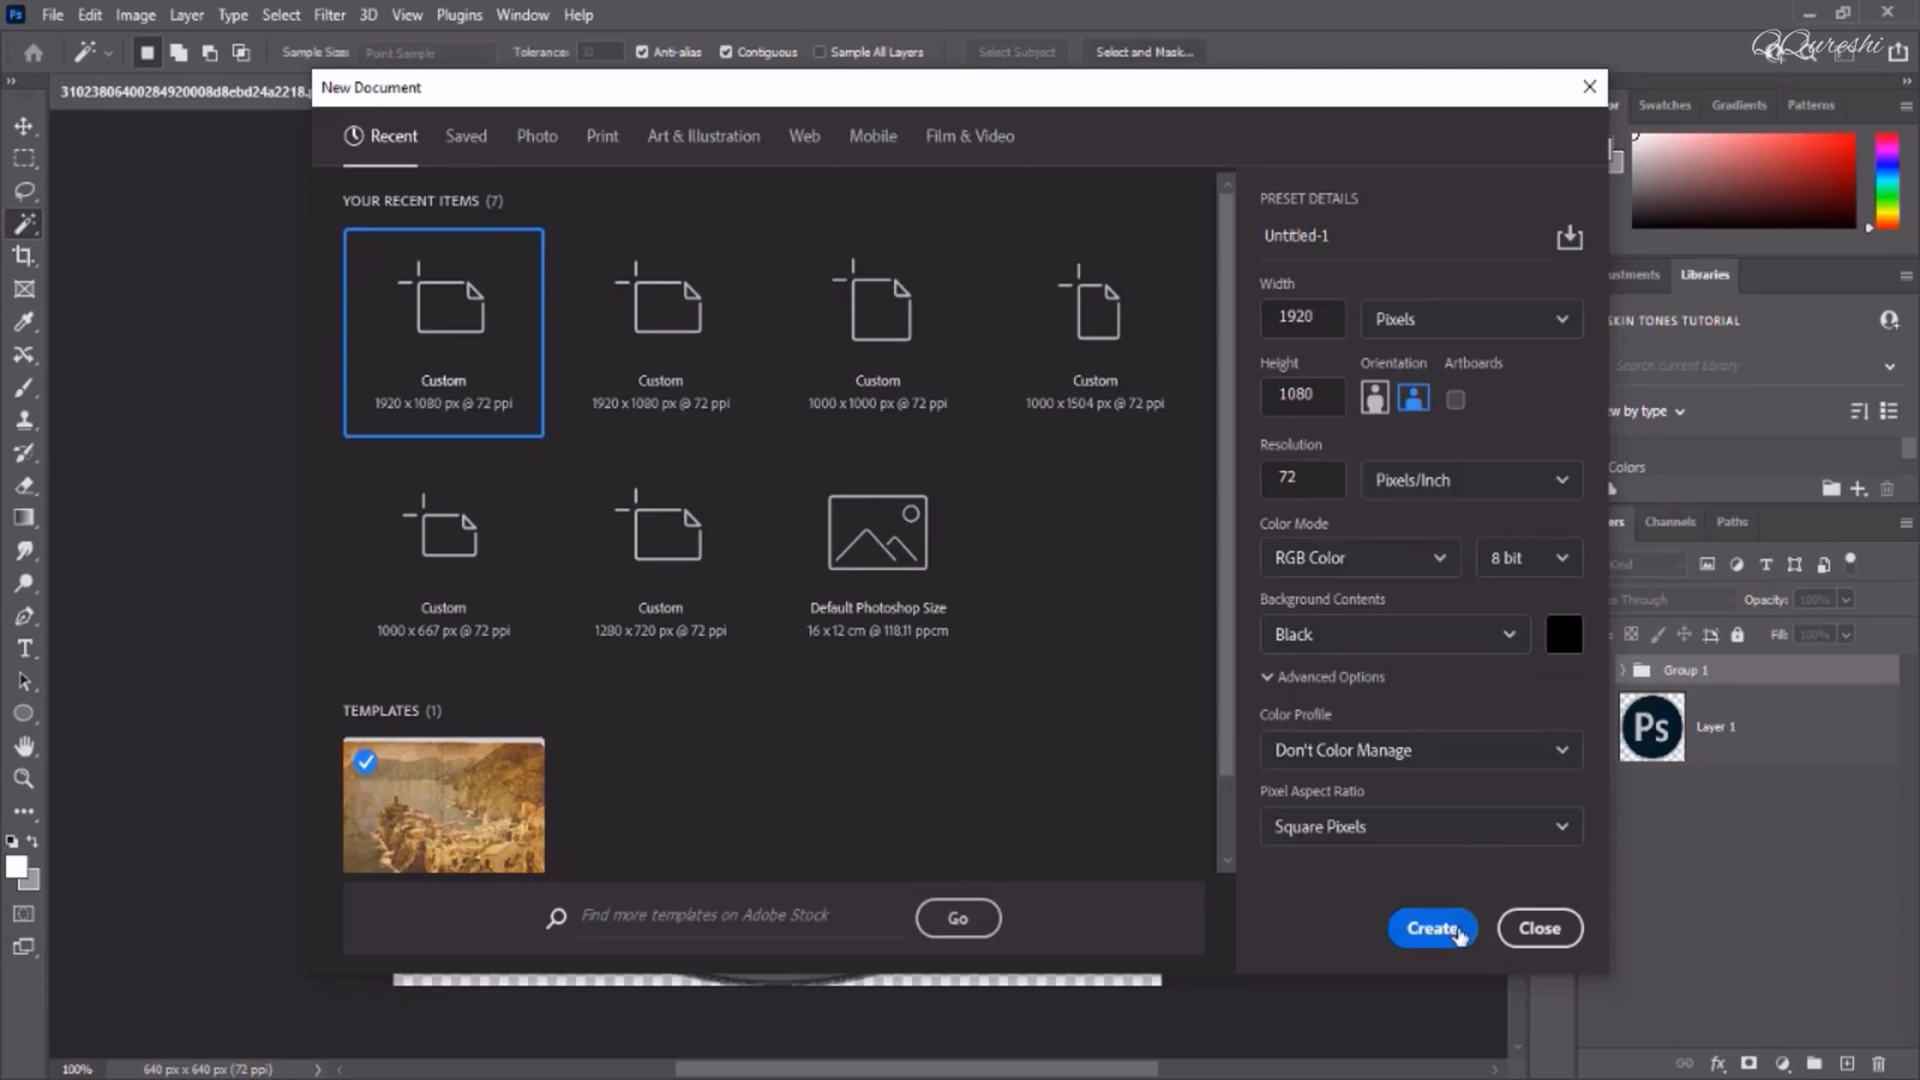 Ps File Edit Image Layer Type Select Filter 3D View Plugins Window Help
Sample Size: Point Sample Tolerance: 32 Anti-alias Contiguous Sample All Layers Select Subject Select and Mask...
Qureshi
31023806400284920008d8ebd24a2218.
New Document
Recent Saved Photo Print Art & Illustration Web Mobile Film & Video
YOUR RECENT ITEMS (7)
Custom
1920 x 1080 px @ 72 ppi
Custom
1920 x 1080 px @ 72 ppi
Custom
1000 x 1000 px @ 72 ppi
Custom
1000 x 1504 px @ 72 ppi
Custom
1000 x 667 px @ 72 ppi
Custom
1280 x 720 px @ 72 ppi
Default Photoshop Size
16 x 12 cm @ 118.11 ppcm
TEMPLATES (1)
Find more templates on Adobe Stock
Go
PRESET DETAILS
Untitled-1
Width
1920 Pixels
Height Orientation Artboards
1080
Resolution
72 Pixels/Inch
Color Mode
RGB Color 8 bit
Background Contents
Black
Advanced Options
Color Profile
Don't Color Manage
Pixel Aspect Ratio
Square Pixels
Create Close
or Swatches Gradients Patterns
ustments Libraries
SKIN TONES TUTORIAL
Search current library
ew by type
Colors
ers Channels Paths
Kind
s Through Opacity: 100%
Fill: 100%
Group 1
Ps Layer 1
100% 640 px x 640 px (72 ppi)
fx